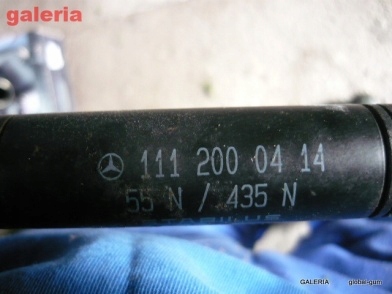 galeria
111 200 04 14
55 N / 435 N
GALERIA global-gum